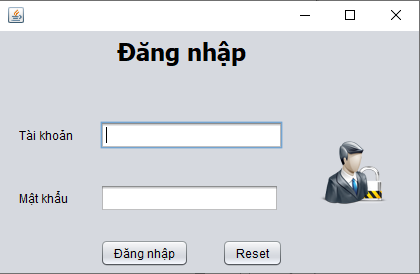 Đăng nhập
Tài khoản
Mật khẩu
Đăng nhập Reset